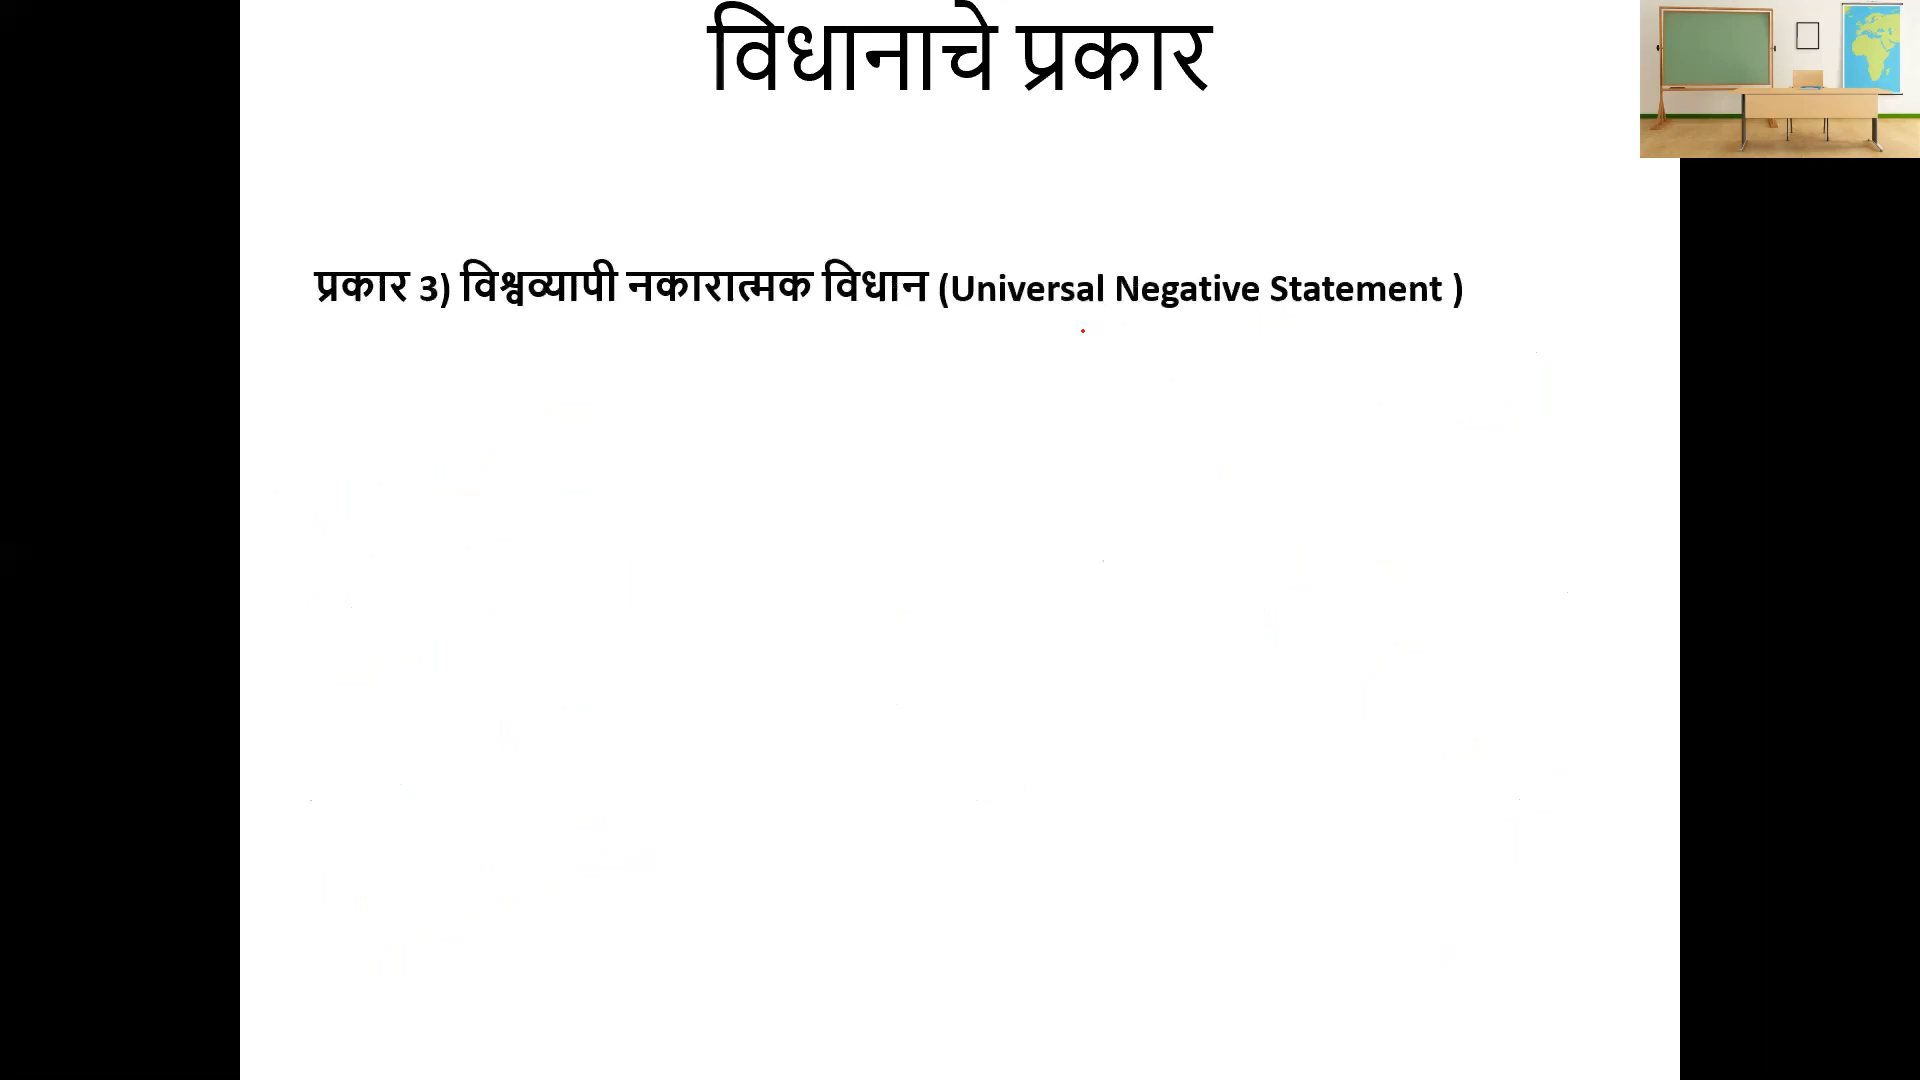 विधानाचे प्रकार
प्रकार 3) विश्वव्यापी नकारात्मक विधान (Universal Negative Statement )